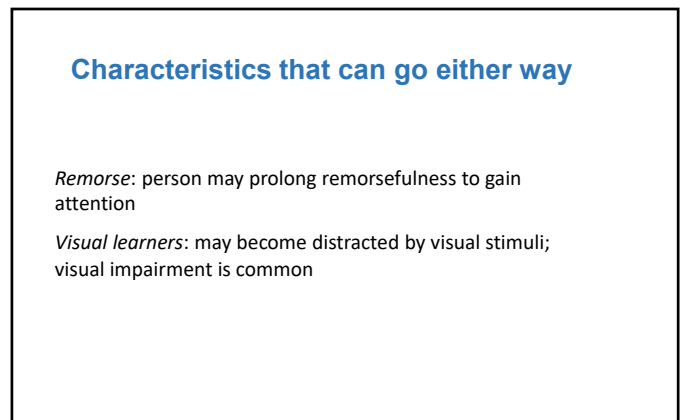 Characteristics that can go either way
Remorse: person may prolong remorsefulness to gain
attention
Visual learners: may become distracted by visual stimuli;
visual impairment is common